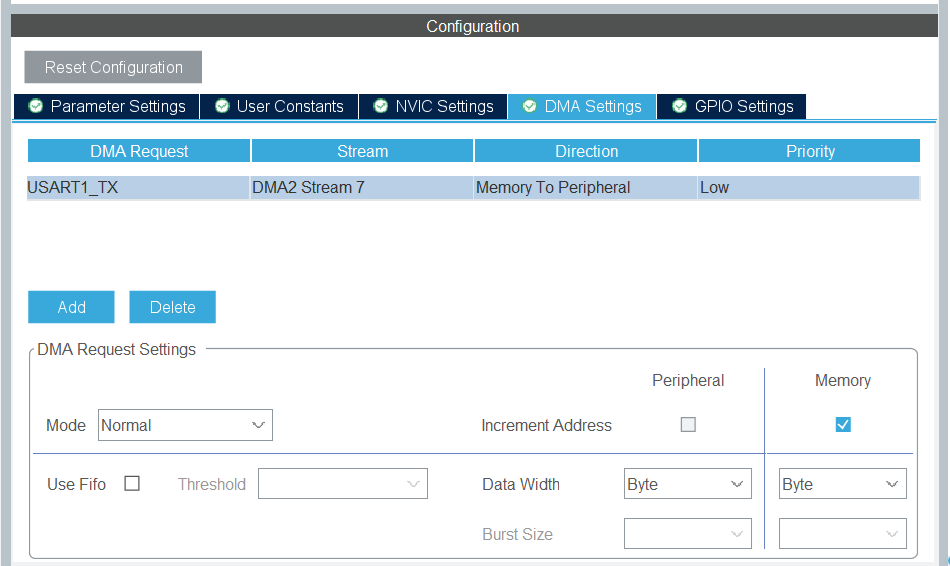 Configuration
Reset Configuration
Parameter Settings User Constants NVIC Settings DMA Settings GPIO Settings
DMA Request Stream Direction Priority
USART1_TX DMA2 Stream 7 Memory To Peripheral Low
Add Delete
DMA Request Settings
Peripheral Memory
Mode Normal Increment Address
Use Fifo Threshold Data Width Byte Byte
Burst Size